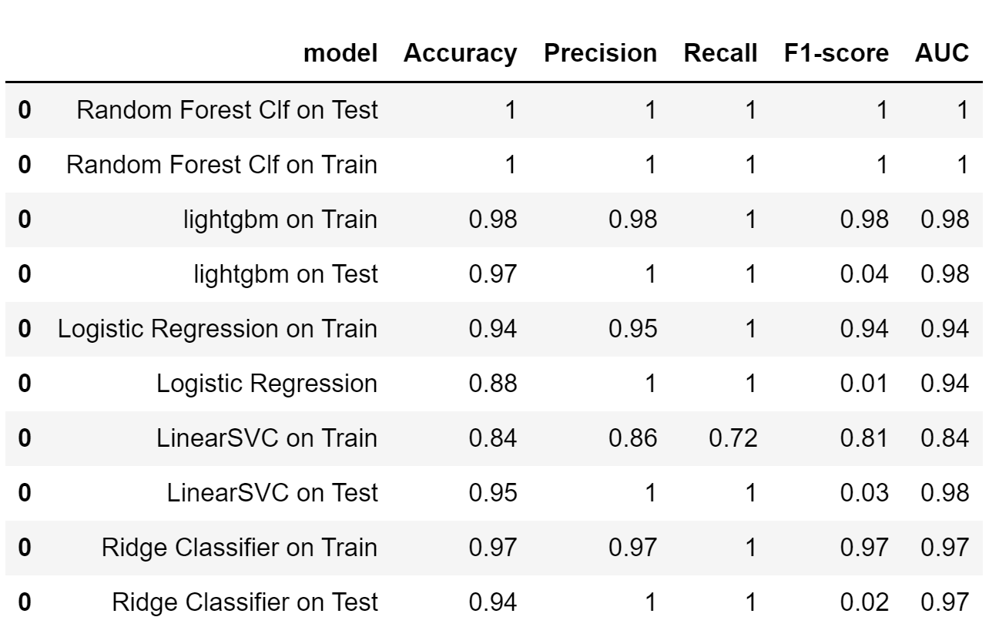 model Accuracy Precision Recall F1-score AUC
0 Random Forest Clf on Test 1 1 1 1 1
0 Random Forest Clf on Train 1 1 1 1 1
0 lightgbm on Train 0.98 0.98 1 0.98 0.98
0 lightgbm on Test 0.97 1 1 0.04 0.98
0 Logistic Regression on Train 0.94 0.95 1 0.94 0.94
0 Logistic Regression 0.88 1 1 0.01 0.94
0 LinearSVC on Train 0.84 0.86 0.72 0.81 0.84
0 LinearSVC on Test 0.95 1 1 0.03 0.98
0 Ridge Classifier on Train 0.97 0.97 1 0.97 0.97
0 Ridge Classifier on Test 0.94 1 1 0.02 0.97